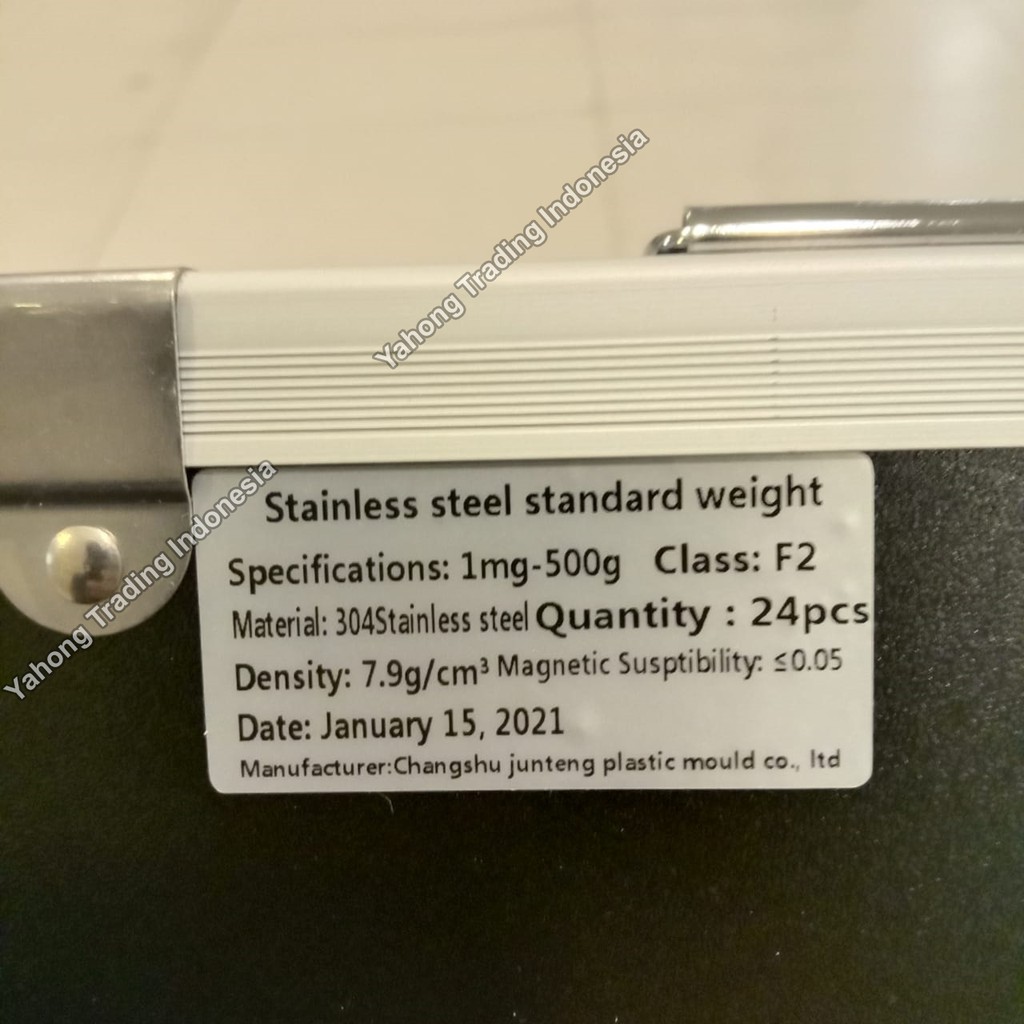 Yahong Trading Indonesia
Stainless steel standard weight
Specifications: 1mg-500g Class: F2
Material: 304Stainless steel Quantity : 24pcs
Density: 7.9g/cm³ Magnetic Susptibility: ≤0.05
Date: January 15, 2021
Manufacturer:Changshu junteng plastic mould co., ltd
Yahong Trading Indonesia